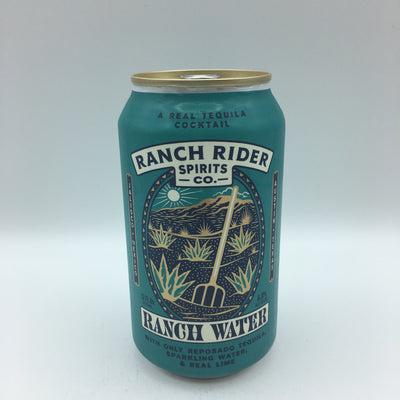 A REAL TEQUILA
COCKTAIL
RANCH RIDER
SPIRITS
CO.
RANCH WATER
WITH ONLY REPOSADO TEQUILA,
SPARKLING WATER,
& REAL LIME